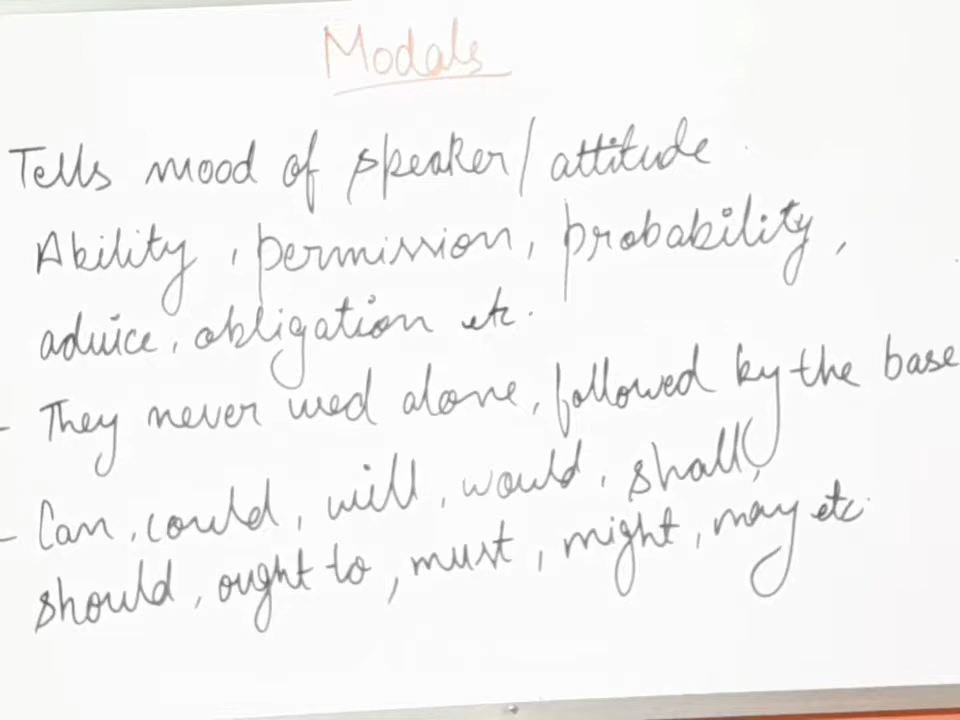 Modals
Tells mood of speaker/attitude
Ability, permission, probability,
advice, obligation etc.
- They never used alone, followed by the base
- Can, could, will, would, shall,
should, ought to, must, might, may etc.